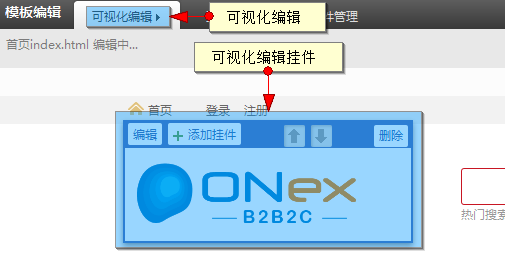 模板编辑 可视化编辑 可视化编辑 件管理
首页index.html 编辑中...
可视化编辑挂件
首页 登录 注册
编辑 添加挂件 删除
ONex
B2B2C
热门搜索